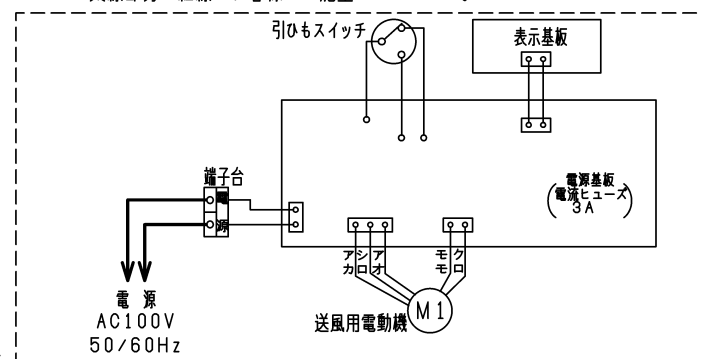 引ひもスイッチ
表示基板
端子台
電
源
電源基板
電流ヒューズ
3A
アカ
シロ
アオ
モモ
クロ
M1
送風用電動機
電源
AC100V
50/60Hz